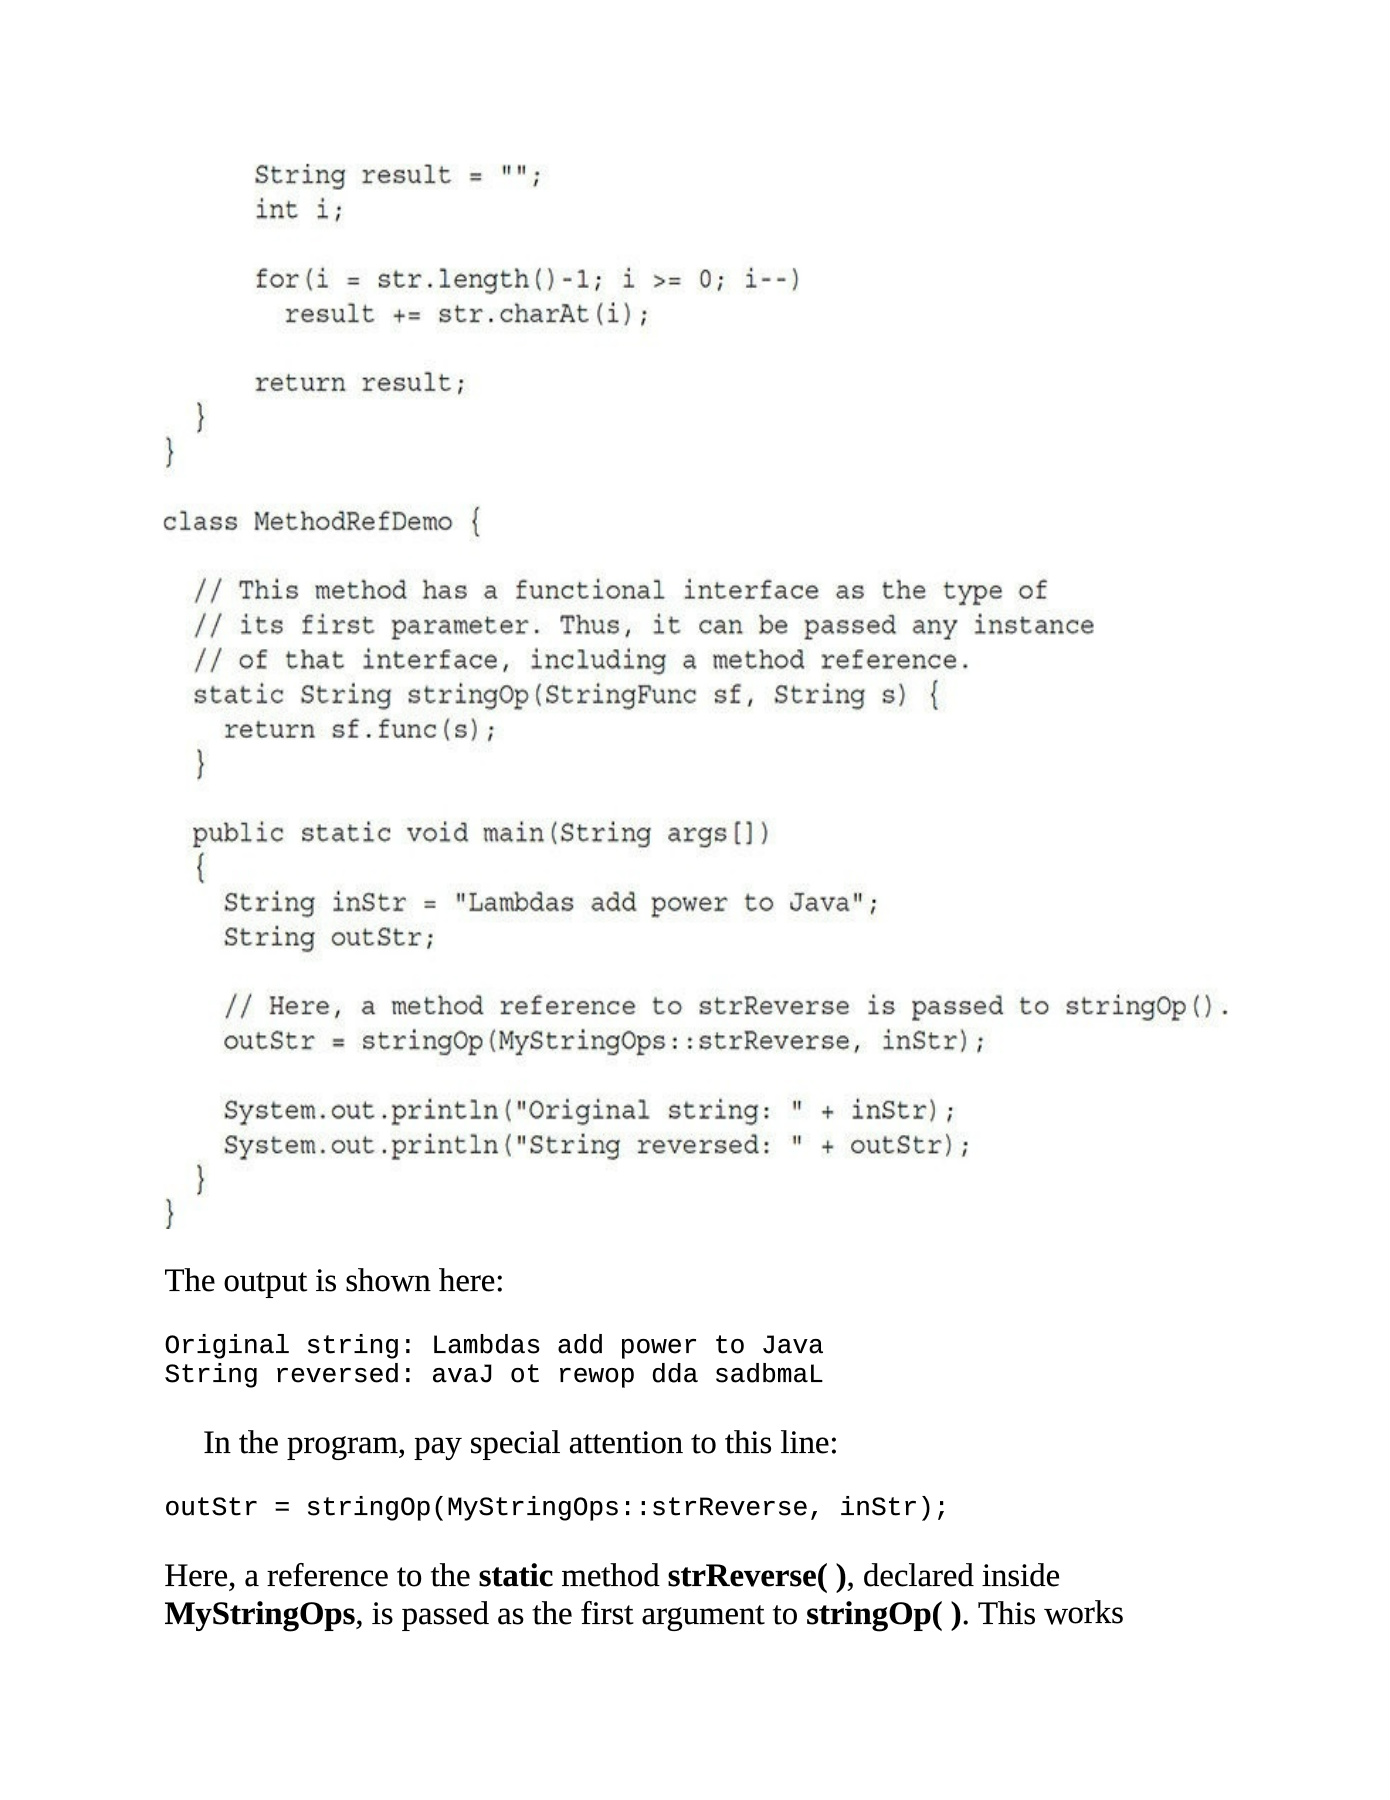 String result = "";
int i;
for(i = str.length()-1; i >= 0; i--)
result += str.charAt(i);
return result;
}
}
class MethodRefDemo {
// This method has a functional interface as the type of
// its first parameter. Thus, it can be passed any instance
// of that interface, including a method reference.
static String stringOp(StringFunc sf, String s) {
return sf.func(s);
}
public static void main(String args[])
{
String inStr = "Lambdas add power to Java";
String outStr;
// Here, a method reference to strReverse is passed to stringOp().
outStr = stringOp(MyStringOps::strReverse, inStr);
System.out.println("Original string: " + inStr);
System.out.println("String reversed: " + outStr);
}
}
The output is shown here:
Original string: Lambdas add power to Java
String reversed: avaJ ot rewop dda sadbmaL
In the program, pay special attention to this line:
outStr = stringOp(MyStringOps::strReverse, inStr);
Here, a reference to the static method strReverse( ), declared inside
MyStringOps, is passed as the first argument to stringOp( ). This works